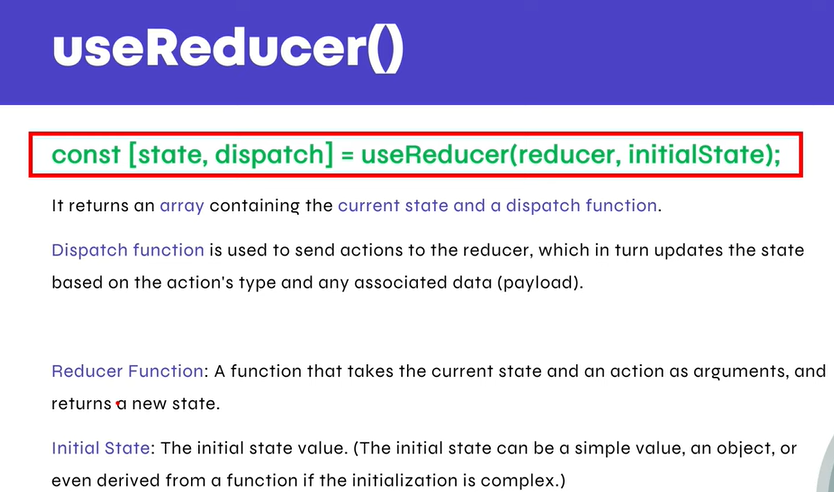 useReducer()
const [state, dispatch] = useReducer(reducer, initialState);
It returns an array containing the current state and a dispatch function.
Dispatch function is used to send actions to the reducer, which in turn updates the state
based on the action's type and any associated data (payload).
Reducer Function: A function that takes the current state and an action as arguments, and
returns a new state.
Initial State: The initial state value. (The initial state can be a simple value, an object, or
even derived from a function if the initialization is complex.)